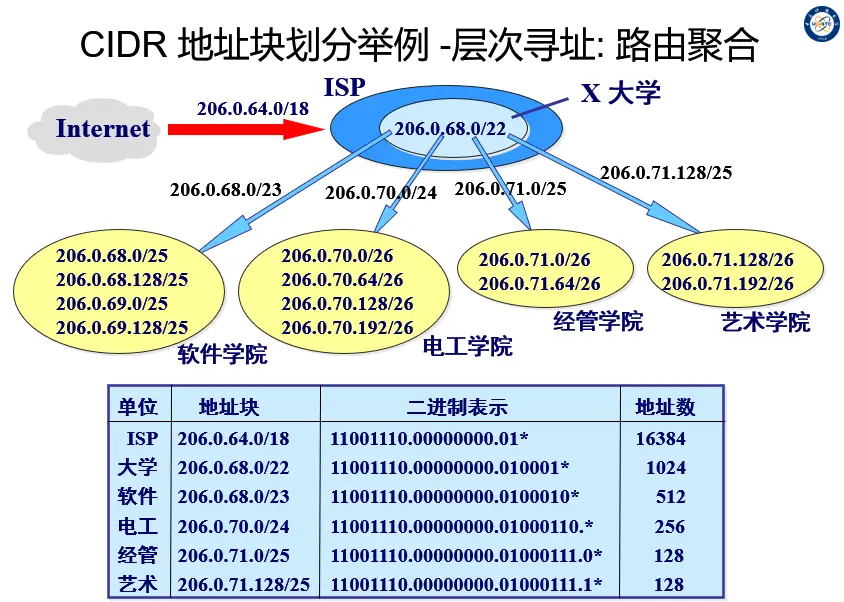 CIDR 地址块划分举例 -层次寻址: 路由聚合
ISP
X 大学
206.0.64.0/18
Internet
206.0.68.0/22
206.0.68.0/23
206.0.70.0/24
206.0.71.0/25
206.0.71.128/25
206.0.68.0/25
206.0.68.128/25
206.0.69.0/25
206.0.69.128/25
软件学院
206.0.70.0/26
206.0.70.64/26
206.0.70.128/26
206.0.70.192/26
电工学院
206.0.71.0/26
206.0.71.64/26
经管学院
206.0.71.128/26
206.0.71.192/26
艺术学院
单位 地址块 二进制表示 地址数
ISP 206.0.64.0/18 11001110.00000000.01* 16384
大学 206.0.68.0/22 11001110.00000000.010001* 1024
软件 206.0.68.0/23 11001110.00000000.0100010* 512
电工 206.0.70.0/24 11001110.00000000.01000110.* 256
经管 206.0.71.0/25 11001110.00000000.01000111.0* 128
艺术 206.0.71.128/25 11001110.00000000.01000111.1* 128